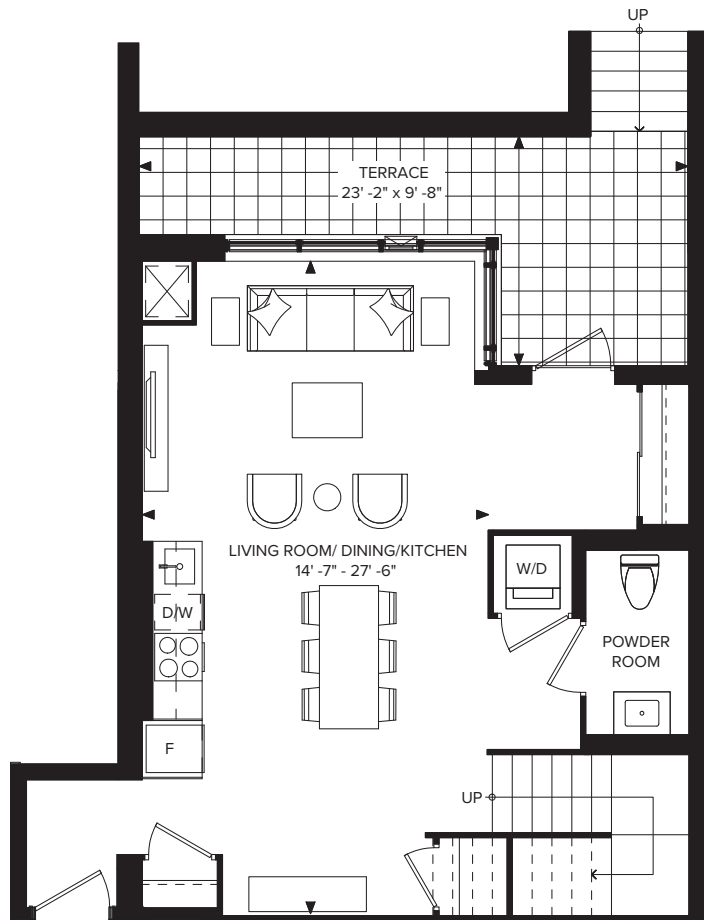 UP
TERRACE
23' -2" x 9' -8"
LIVING ROOM/ DINING/KITCHEN
14' -7" - 27' -6"
W/D
D/W
POWDER
ROOM
F
UP